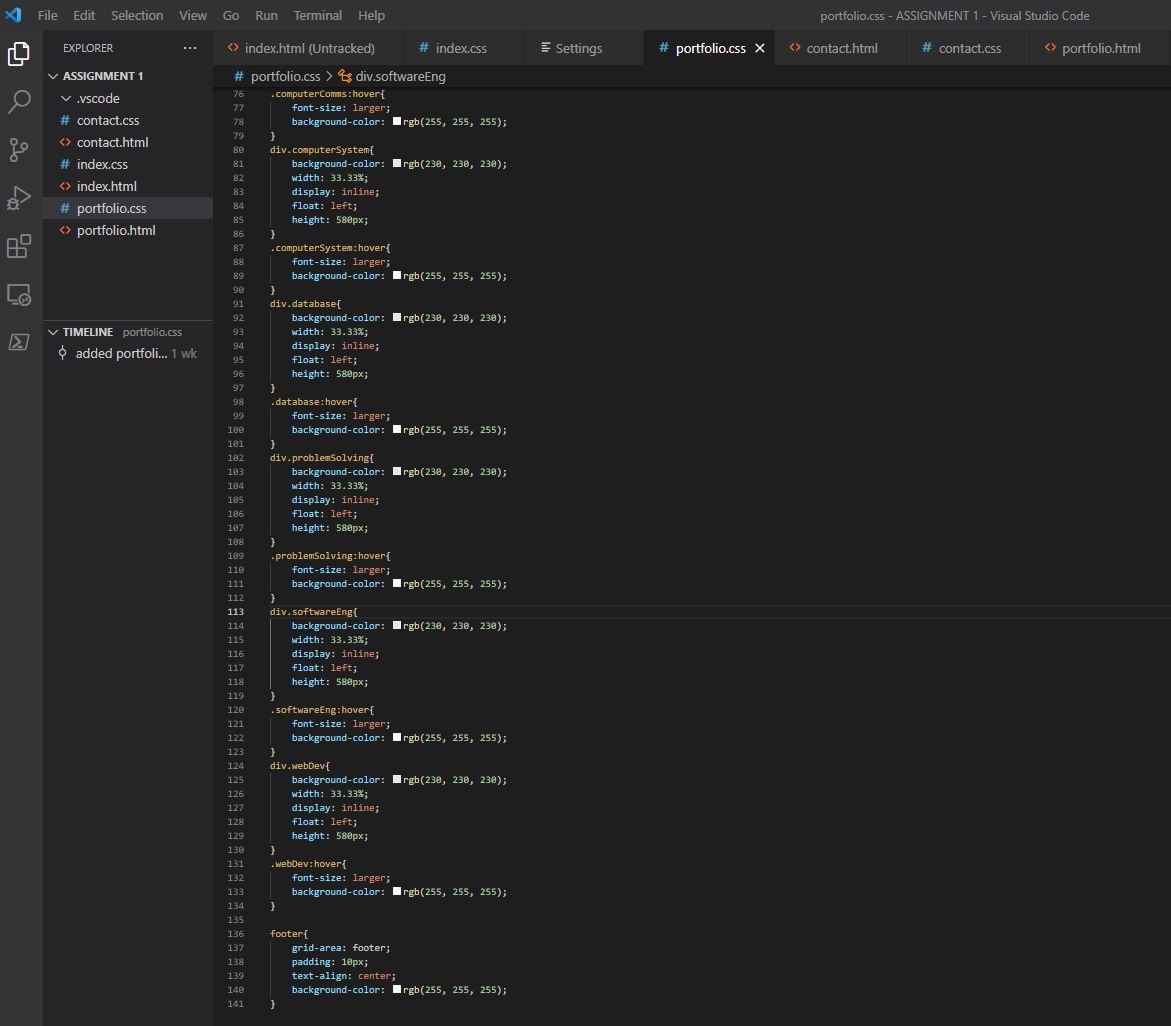 File Edit Selection View Go Run Terminal Help
portfolio.css - ASSIGNMENT 1 - Visual Studio Code
EXPLORER ···
index.html (Untracked) # index.css Settings # portfolio.css × contact.html # contact.css portfolio.html
ASSIGNMENT 1
.vscode
# contact.css
<> contact.html
# index.css
<> index.html
# portfolio.css
<> portfolio.html
TIMELINE portfolio.css
added portfoli... 1 wk
# portfolio.css > div.softwareEng
76 .computerComms:hover{
77 font-size: larger;
78 background-color: rgb(255, 255, 255);
79 }
80 div.computerSystem{
81 background-color: rgb(230, 230, 230);
82 width: 33.33%;
83 display: inline;
84 float: left;
85 height: 580px;
86 }
87 .computerSystem:hover{
88 font-size: larger;
89 background-color: rgb(255, 255, 255);
90 }
91 div.database{
92 background-color: rgb(230, 230, 230);
93 width: 33.33%;
94 display: inline;
95 float: left;
96 height: 580px;
97 }
98 .database:hover{
99 font-size: larger;
100 background-color: rgb(255, 255, 255);
101 }
102 div.problemSolving{
103 background-color: rgb(230, 230, 230);
104 width: 33.33%;
105 display: inline;
106 float: left;
107 height: 580px;
108 }
109 .problemSolving:hover{
110 font-size: larger;
111 background-color: rgb(255, 255, 255);
112 }
113 div.softwareEng{
114 background-color: rgb(230, 230, 230);
115 width: 33.33%;
116 display: inline;
117 float: left;
118 height: 580px;
119 }
120 .softwareEng:hover{
121 font-size: larger;
122 background-color: rgb(255, 255, 255);
123 }
124 div.webDev{
125 background-color: rgb(230, 230, 230);
126 width: 33.33%;
127 display: inline;
128 float: left;
129 height: 580px;
130 }
131 .webDev:hover{
132 font-size: larger;
133 background-color: rgb(255, 255, 255);
134 }
135
136 footer{
137 grid-area: footer;
138 padding: 10px;
139 text-align: center;
140 background-color: rgb(255, 255, 255);
141 }